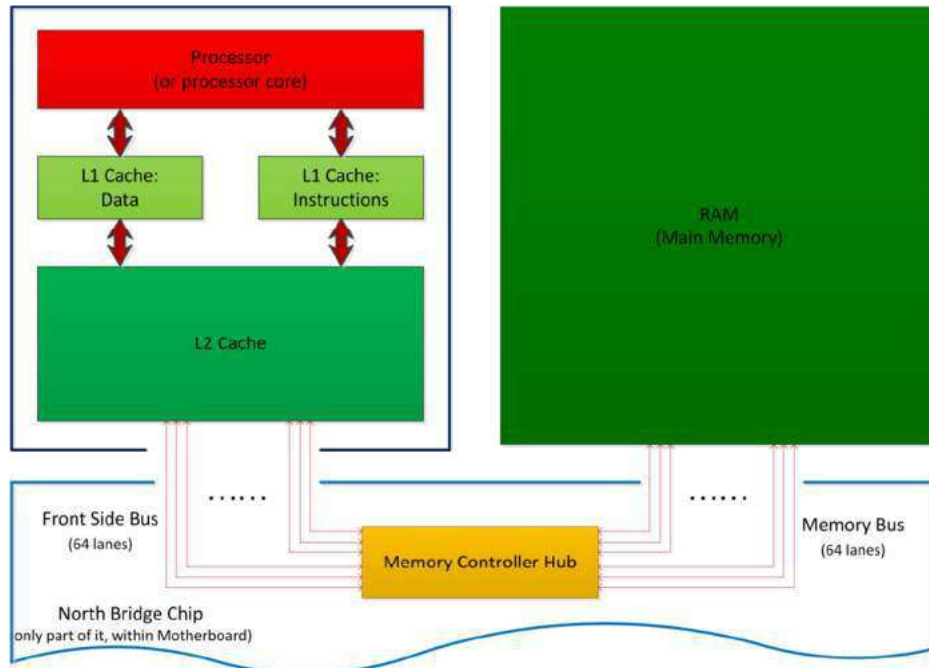 Processor
(or processor core)
L1 Cache:
Data
L1 Cache:
Instructions
L2 Cache
RAM
(Main Memory)
......
......
Front Side Bus
(64 lanes)
Memory Controller Hub
Memory Bus
(64 lanes)
North Bridge Chip
only part of it, within Motherboard)